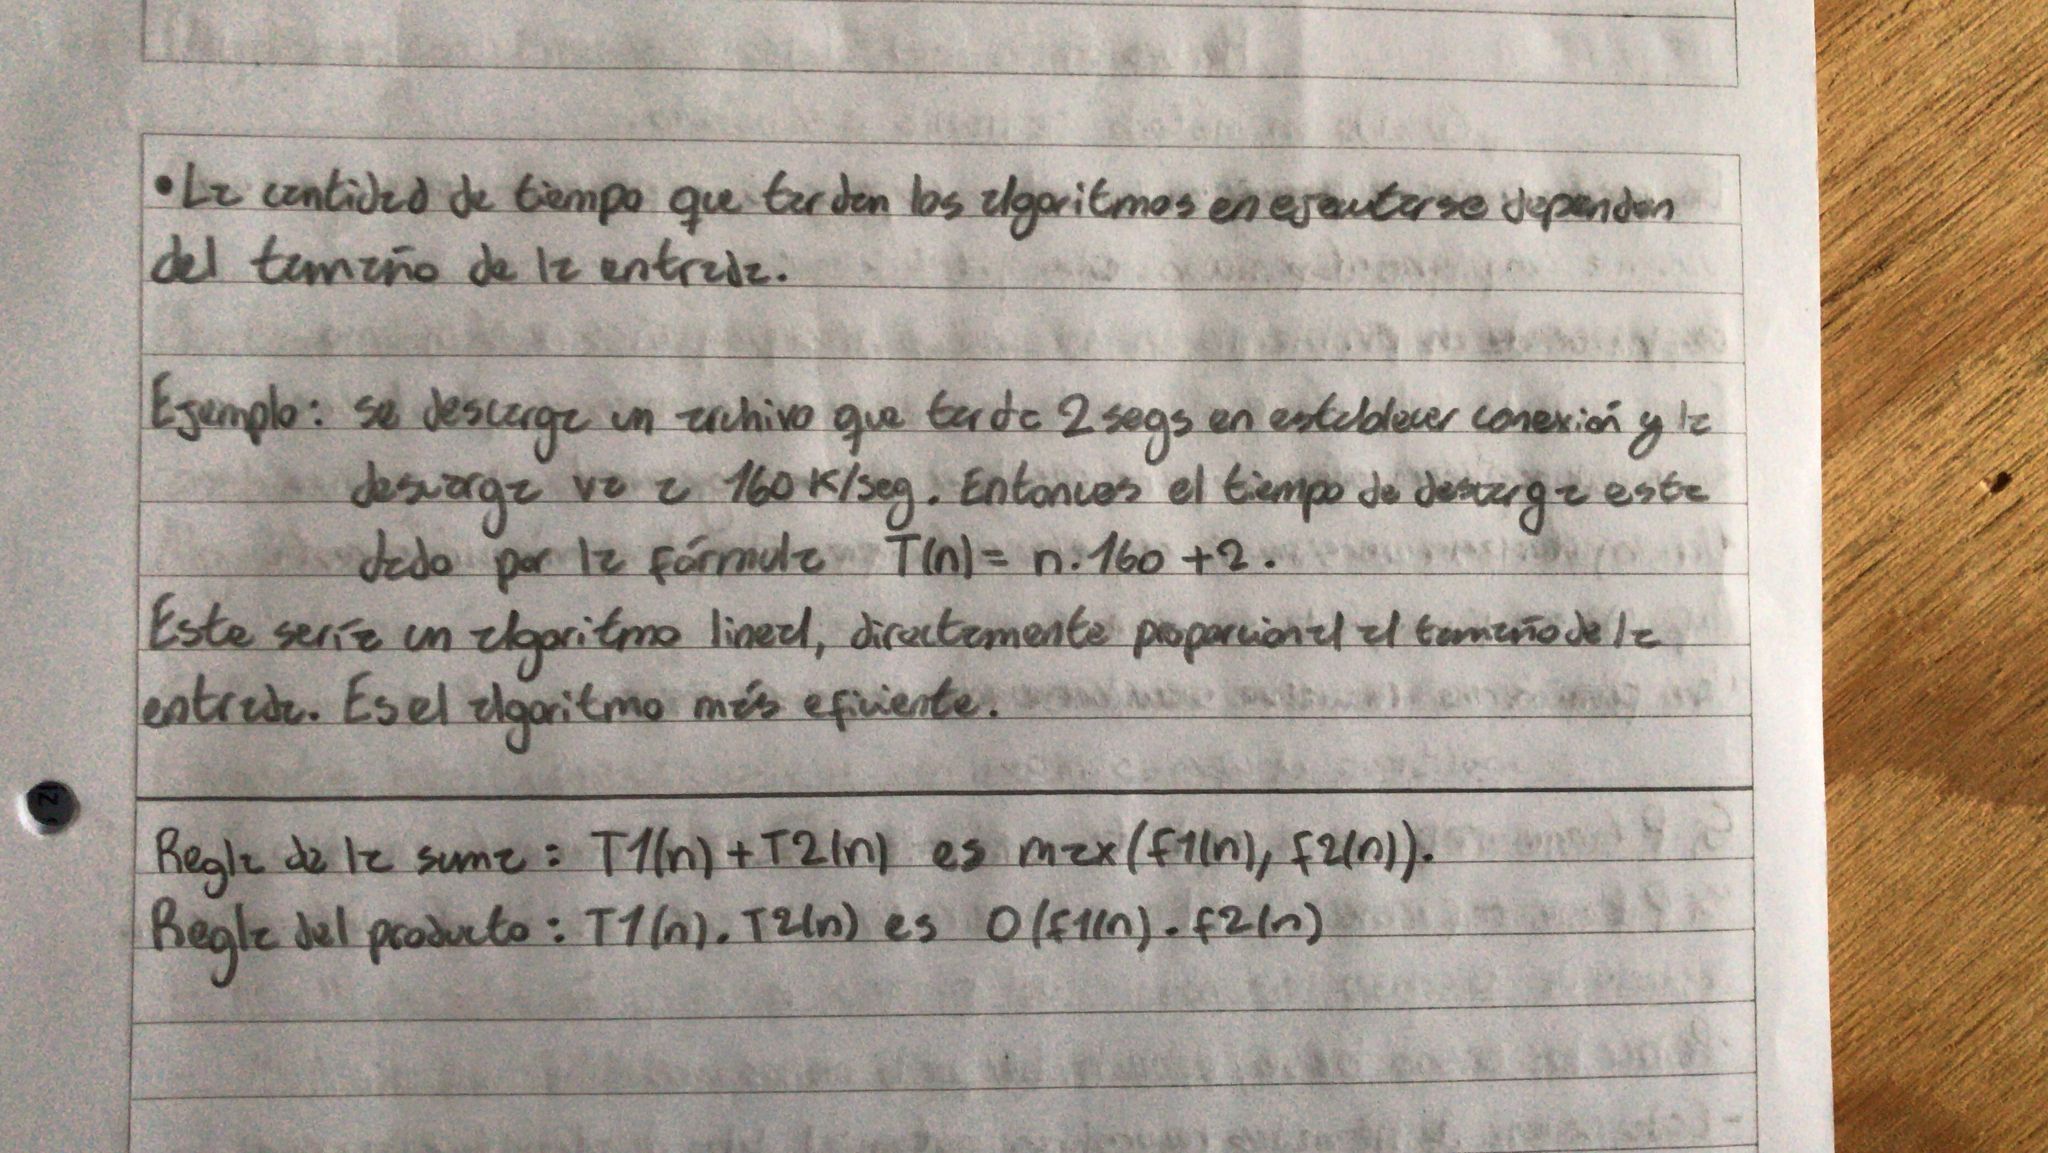 • La cantidad de tiempo que tardan los algoritmos en ejecutarse dependen
del tamaño de la entrada.
Ejemplo: se descarga un archivo que tarda 2 segs en establecer conexión y la
descarga va a 160 K/seg. Entonces el tiempo de descarga esta
dado por la fórmula T(n) = n.160 + 2.
Este sería un algoritmo lineal, directamente proporcional al tamaño de la
entrada. Es el algoritmo más eficiente.
Regla de la suma: T1(n) + T2(n) es max(f1(n), f2(n)).
Regla del producto: T1(n). T2(n) es O(f1(n). f2(n)